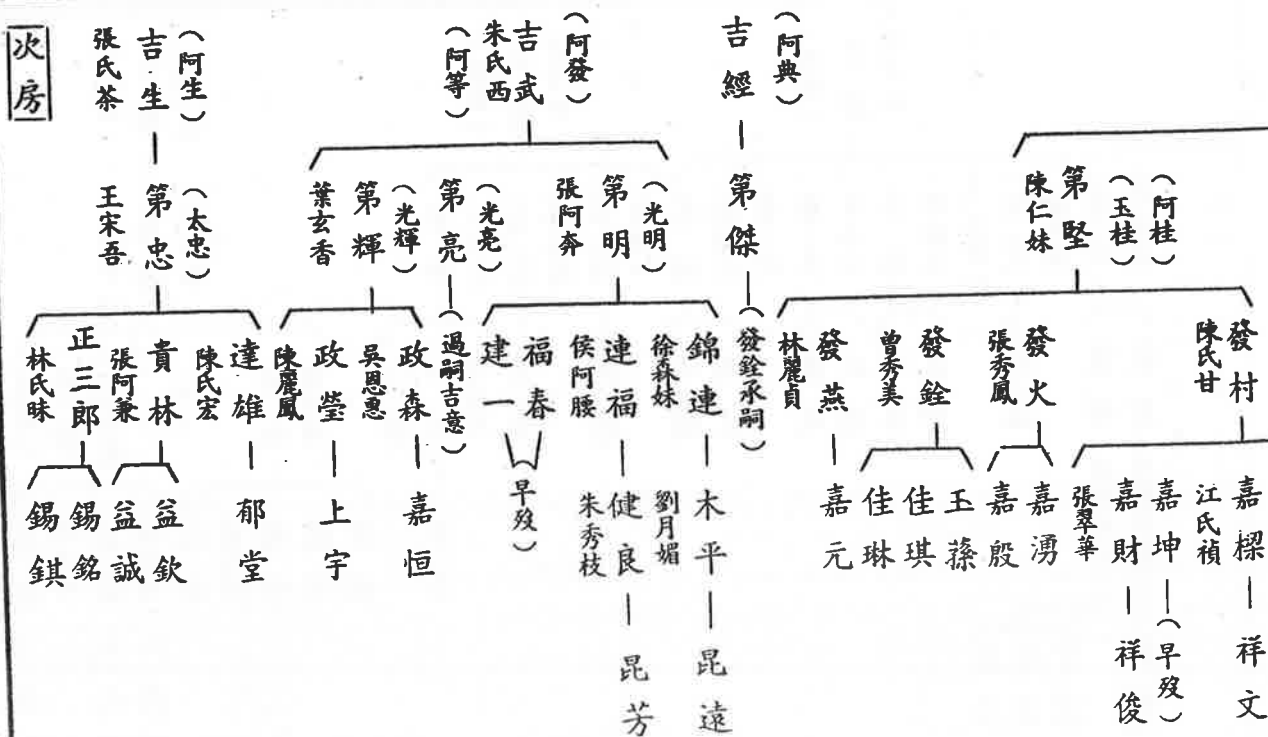 (阿典)
吉經
(阿發)
吉武
朱氏西
(阿等)
(阿生)
吉生
張氏茶
次房
(阿桂)
(玉桂)
第堅
陳仁妹
第傑
(光明)
第明
張阿奔
(光亮)
第亮
(光輝)
第輝
葉玄香
(太忠)
第忠
王宋吾
發村
陳氏甘
發火
張秀鳳
發銓
曾秀美
發燕
林麗貞
(發銓承嗣)
錦連
徐森妹
連福
侯阿腰
福春
建一
(過嗣吉意)
政森
吳恩惠
政瑩
陳麗鳳
達雄
陳氏宏
貴林
張阿兼
正三郎
林氏昧
嘉樑
江氏禎
嘉坤
嘉財
張翠華
嘉湧
嘉殷
玉蓀
佳琪
佳琳
嘉元
木平
劉月媚
健良
朱秀枝
(早歿)
嘉恒
上宇
郁堂
益欽
益誠
錫銘
錫錤
祥文
(早歿)
祥俊
昆遠
昆芳